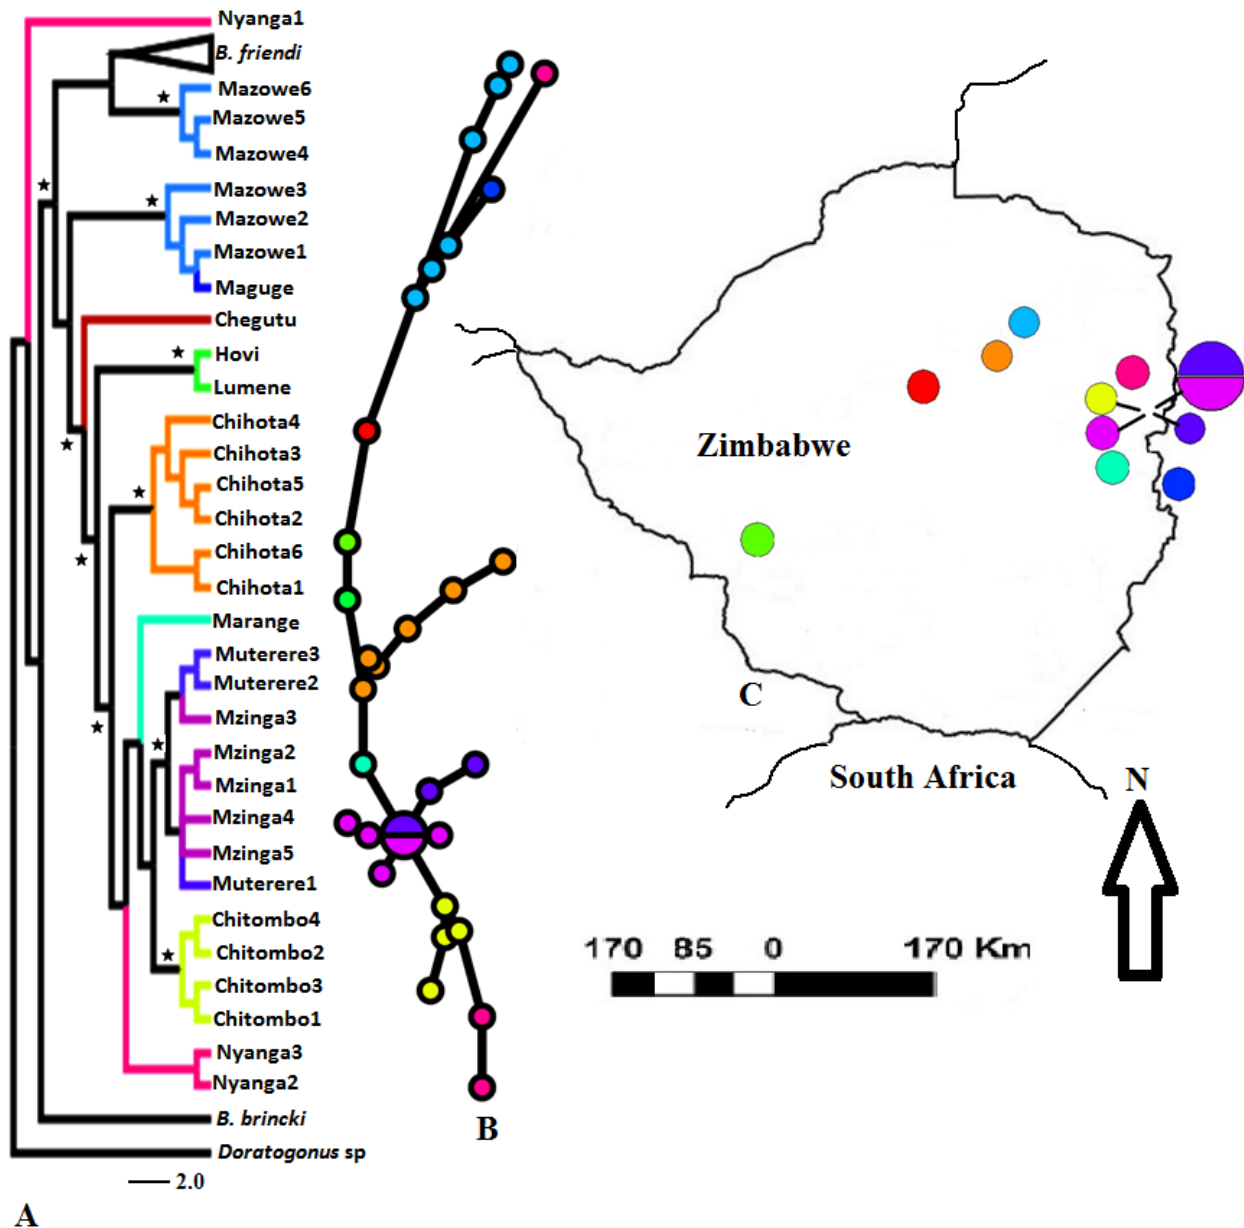 Nyanga1
B. friendi
Mazowe6
Mazowe5
Mazowe4
Mazowe3
Mazowe2
Mazowe1
Maguge
Chegutu
Hovi
Lumene
Chihota4
Chihota3
Chihota5
Chihota2
Chihota6
Chihota1
Marange
Muterere3
Muterere2
Mzinga3
Mzinga2
Mzinga1
Mzinga4
Mzinga5
Muterere1
Chitombo4
Chitombo2
Chitombo3
Chitombo1
Nyanga3
Nyanga2
B. brincki
Doratogonus sp
2.0
A
B
Zimbabwe
C
South Africa
N
170 85 0 170 Km